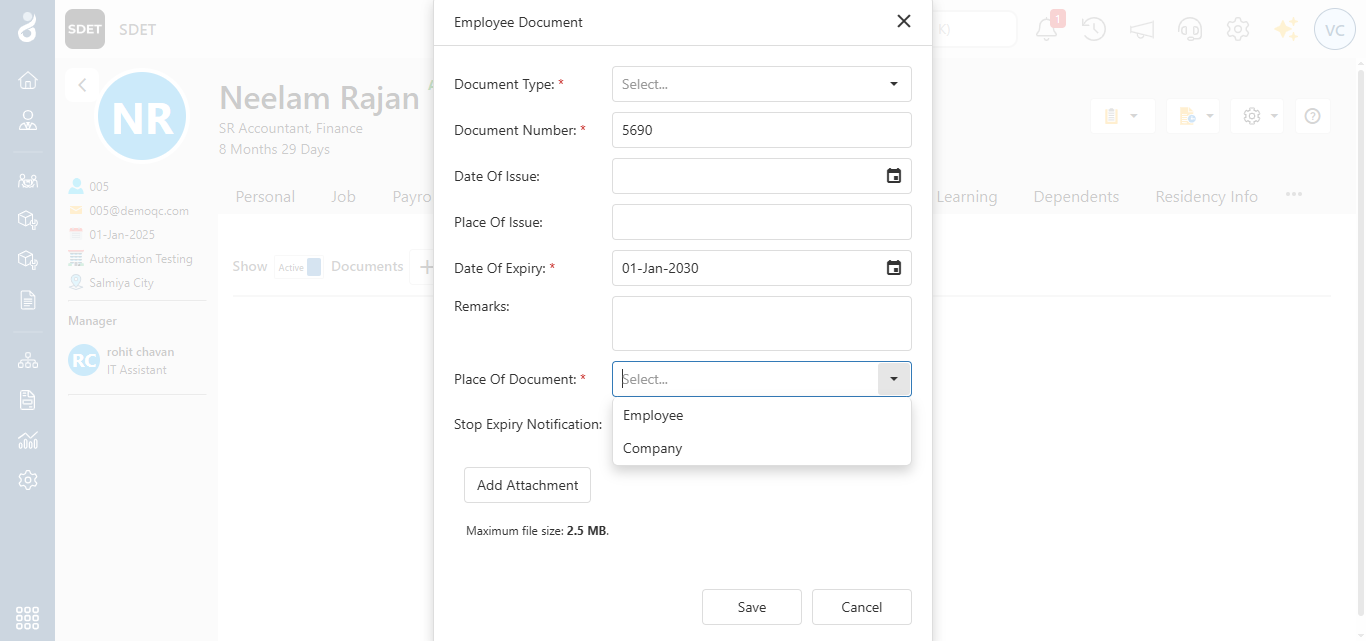 SDET SDET
K)
1
VC
Employee Document
NR
Neelam Rajan
SR Accountant, Finance
8 Months 29 Days
005
005@demoqc.com
01-Jan-2025
Automation Testing
Salmiya City
Manager
RC
rohit chavan
IT Assistant
Personal Job Payro Learning Dependents Residency Info
Show Active Documents
Document Type: * Select...
Document Number: * 5690
Date Of Issue:
Place Of Issue:
Date Of Expiry: * 01-Jan-2030
Remarks:
Place Of Document: * Select...
Employee
Company
Stop Expiry Notification:
Add Attachment
Maximum file size: 2.5 MB.
Save Cancel